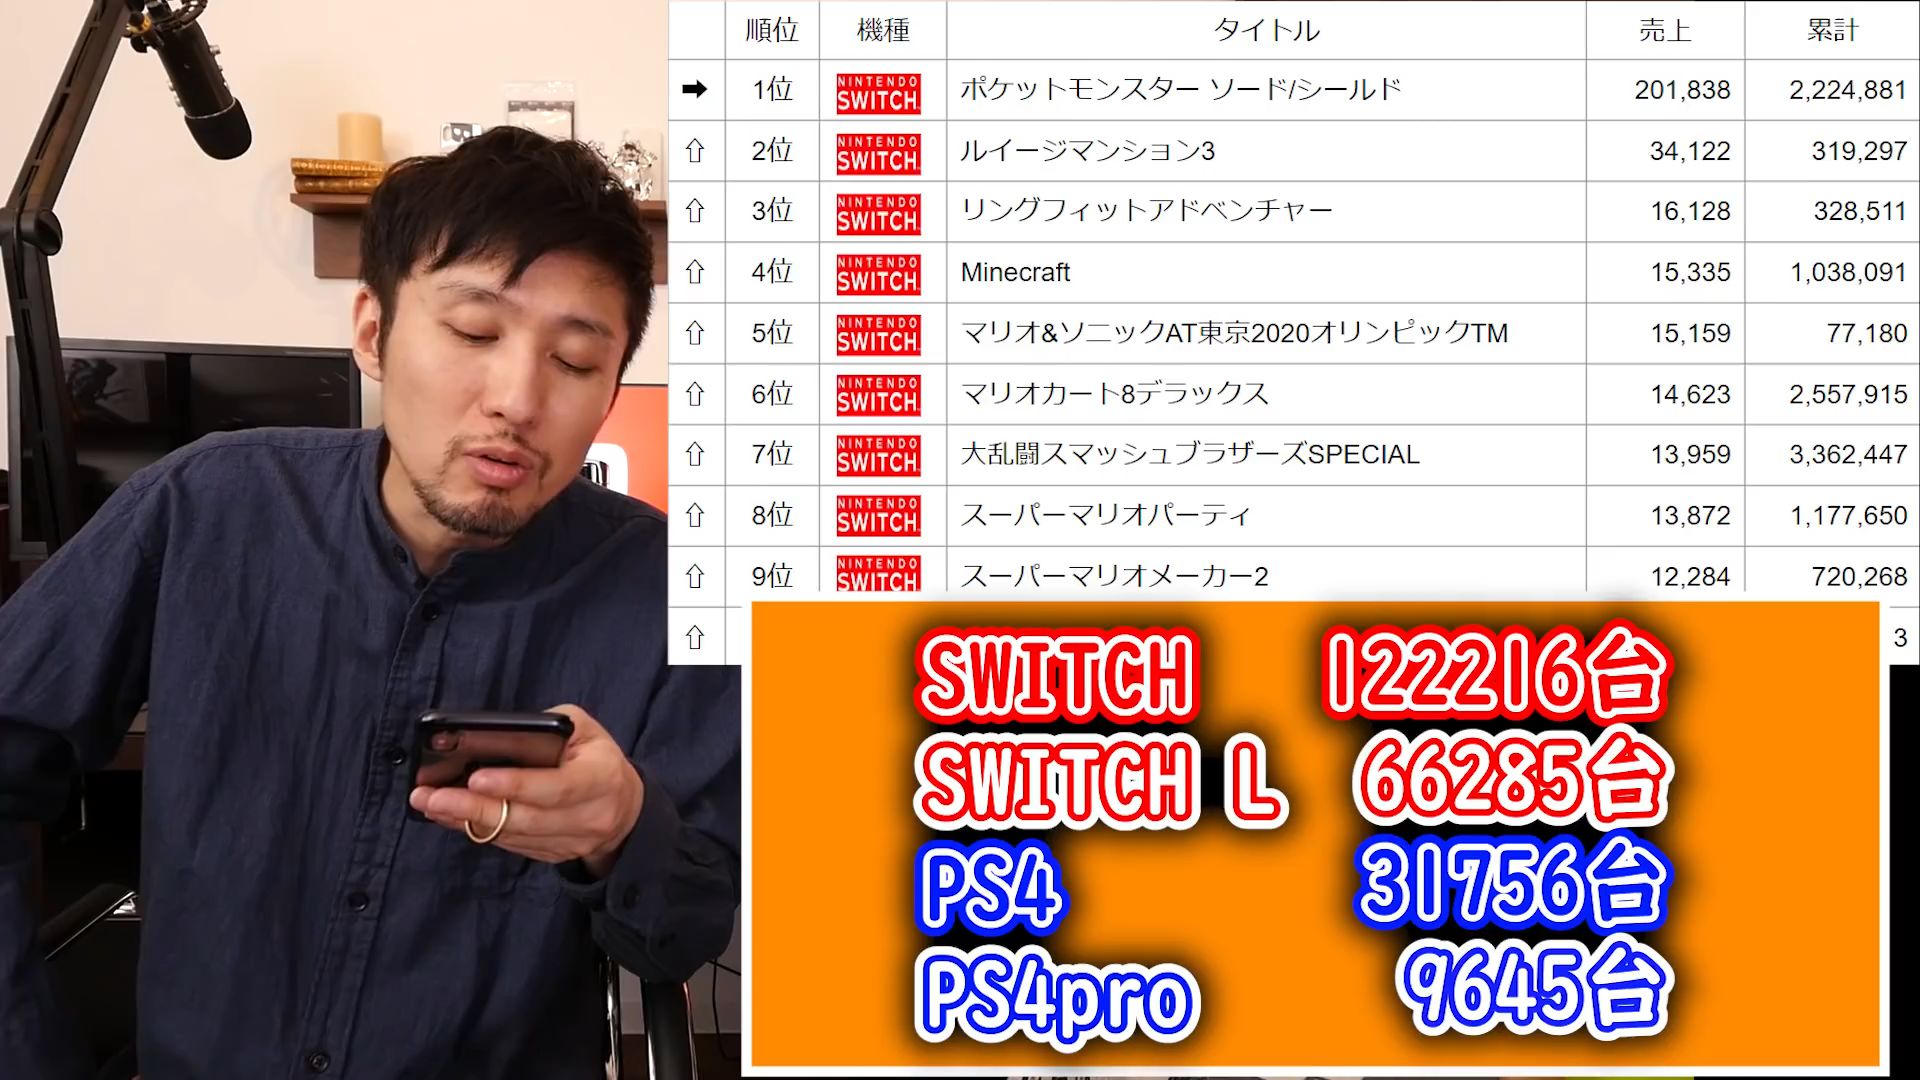 順位 機種 タイトル 売上 累計
➡ 1位 NINTENDO SWITCH ポケットモンスター ソード/シールド 201,838 2,224,881
⇧ 2位 NINTENDO SWITCH ルイージマンション3 34,122 319,297
⇧ 3位 NINTENDO SWITCH リングフィットアドベンチャー 16,128 328,511
⇧ 4位 NINTENDO SWITCH Minecraft 15,335 1,038,091
⇧ 5位 NINTENDO SWITCH マリオ&ソニックAT東京2020オリンピックTM 15,159 77,180
⇧ 6位 NINTENDO SWITCH マリオカート8デラックス 14,623 2,557,915
⇧ 7位 NINTENDO SWITCH 大乱闘スマッシュブラザーズSPECIAL 13,959 3,362,447
⇧ 8位 NINTENDO SWITCH スーパーマリオパーティ 13,872 1,177,650
⇧ 9位 NINTENDO SWITCH スーパーマリオメーカー2 12,284 720,268
⇧ 3
SWITCH 122216台
SWITCH L 66285台
PS4 31756台
PS4pro 9645台